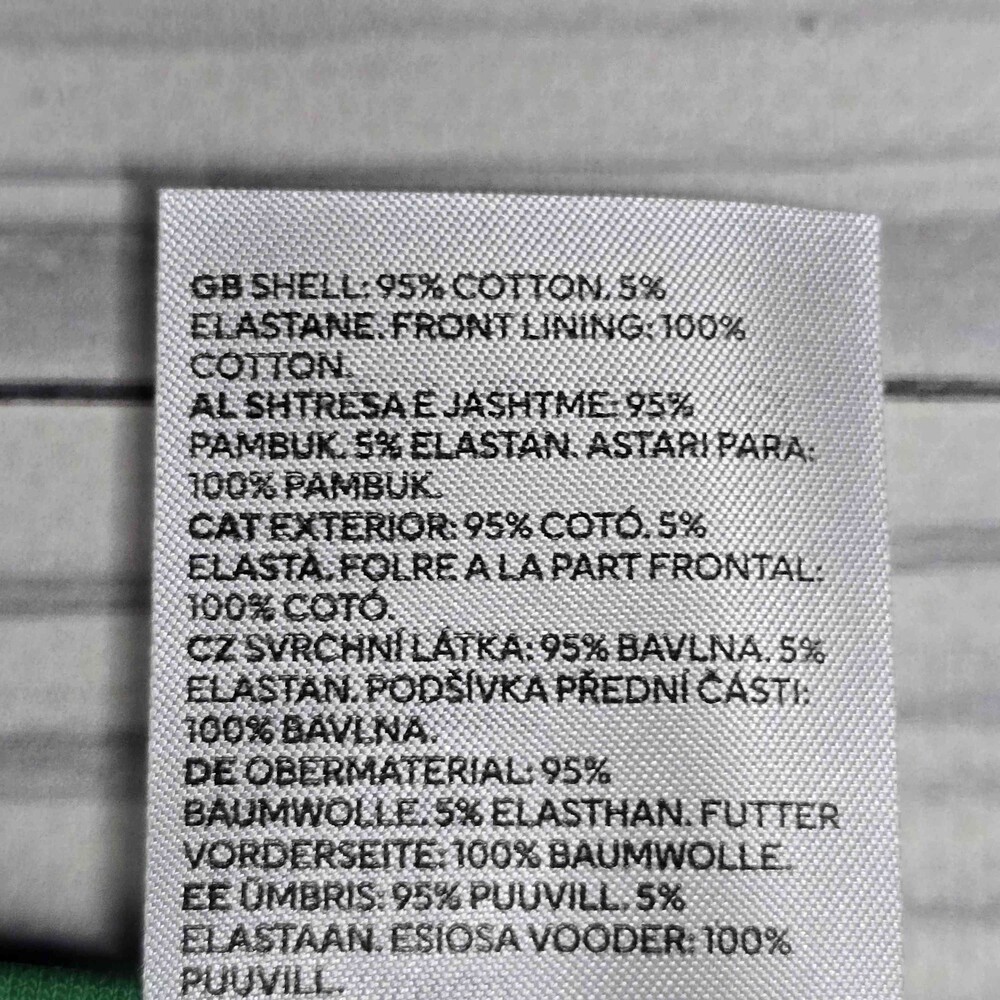 GB SHELL: 95% COTTON. 5%
ELASTANE. FRONT LINING: 100%
COTTON.
AL SHTRESA E JASHTME: 95%
PAMBUK. 5% ELASTAN. ASTARI PARA:
100% PAMBUK.
CAT EXTERIOR: 95% COTÓ. 5%
ELASTÀ. FOLRE A LA PART FRONTAL:
100% COTÓ.
CZ SVRCHNÍ LÁTKA: 95% BAVLNA. 5%
ELASTAN. PODŠÍVKA PŘEDNÍ ČÁSTI:
100% BAVLNA.
DE OBERMATERIAL: 95%
BAUMWOLLE. 5% ELASTHAN. FUTTER
VORDERSEITE: 100% BAUMWOLLE.
EE ÜMBRIS: 95% PUUVILL. 5%
ELASTAAN. ESIOSA VOODER: 100%
PUUVILL.